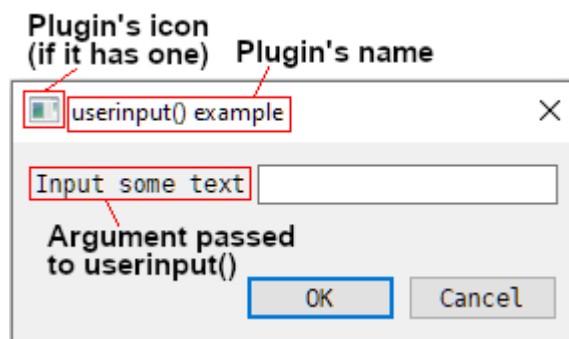 Plugin's icon
(if it has one)
Plugin's name
userinput() example
Input some text
Argument passed
to userinput()
OK
Cancel